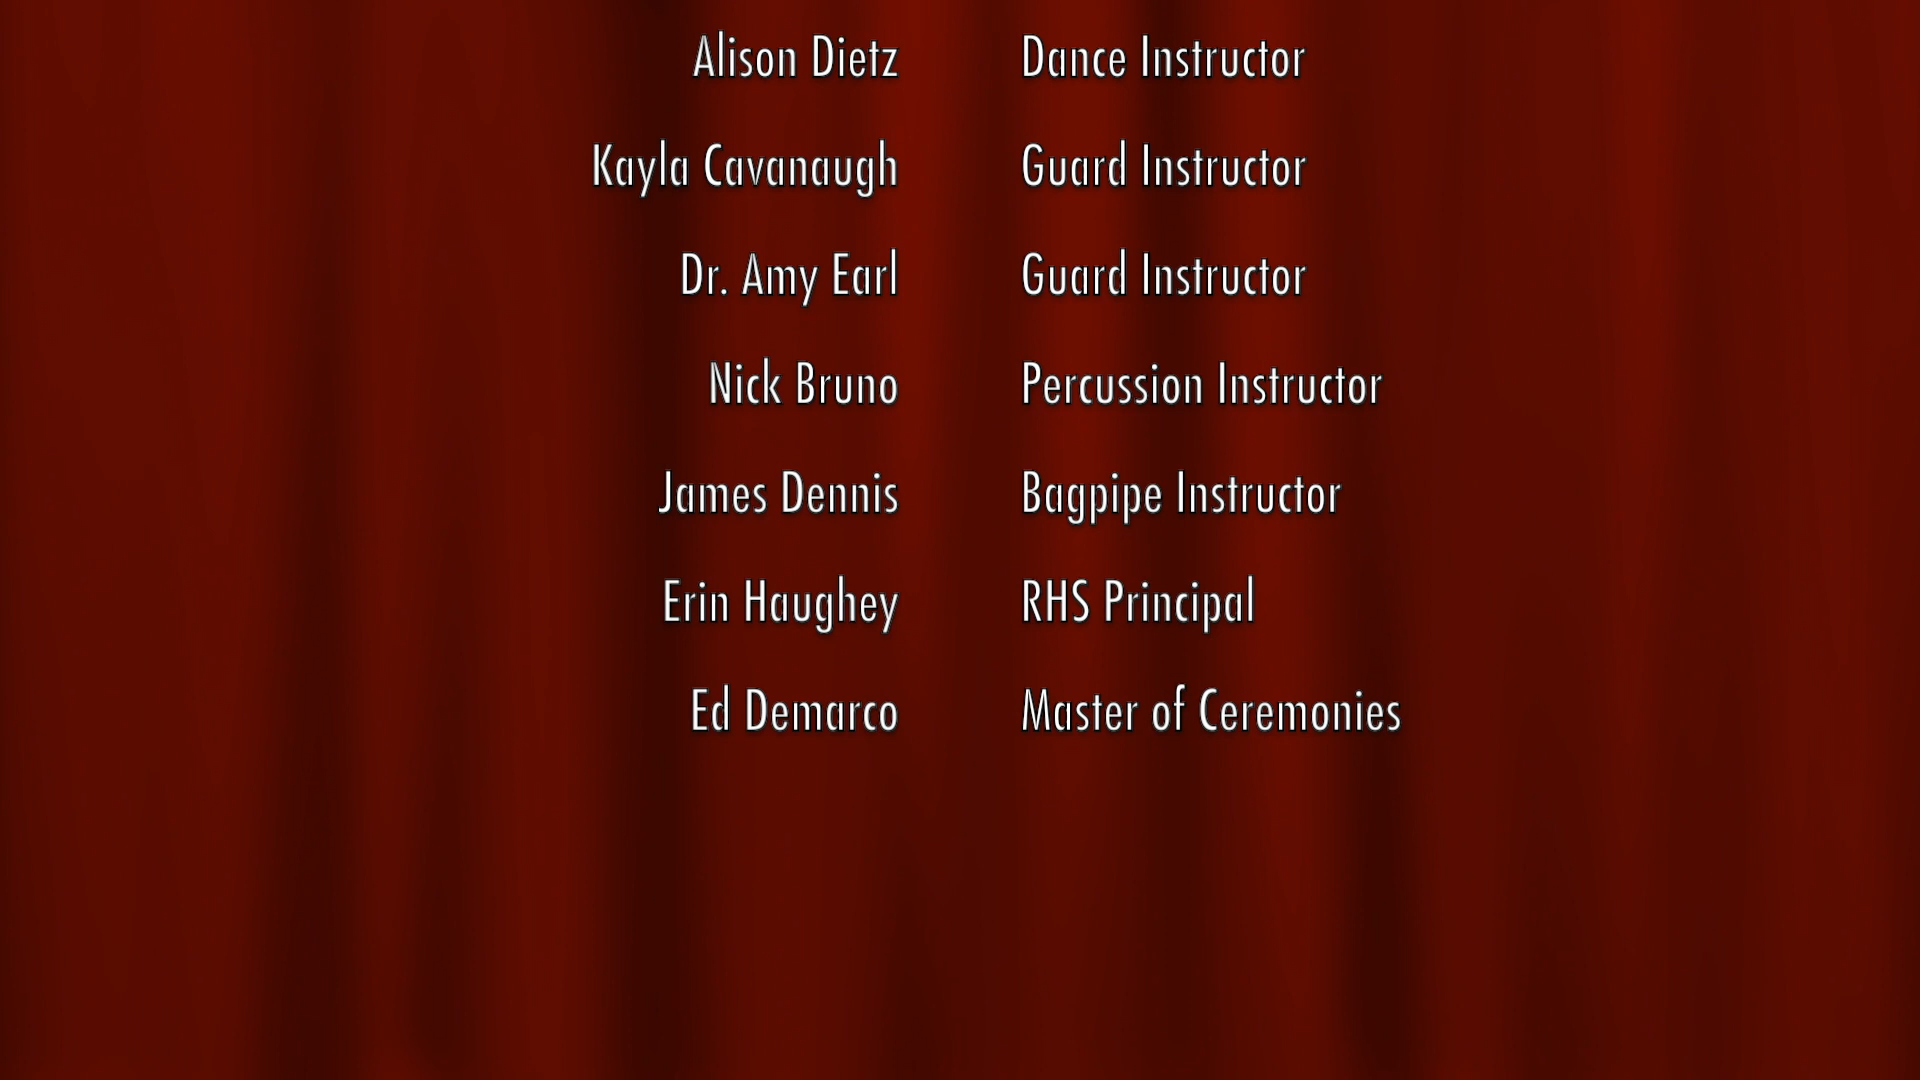 Alison Dietz Dance Instructor
Kayla Cavanaugh Guard Instructor
Dr. Amy Earl Guard Instructor
Nick Bruno Percussion Instructor
James Dennis Bagpipe Instructor
Erin Haughey RHS Principal
Ed Demarco Master of Ceremonies